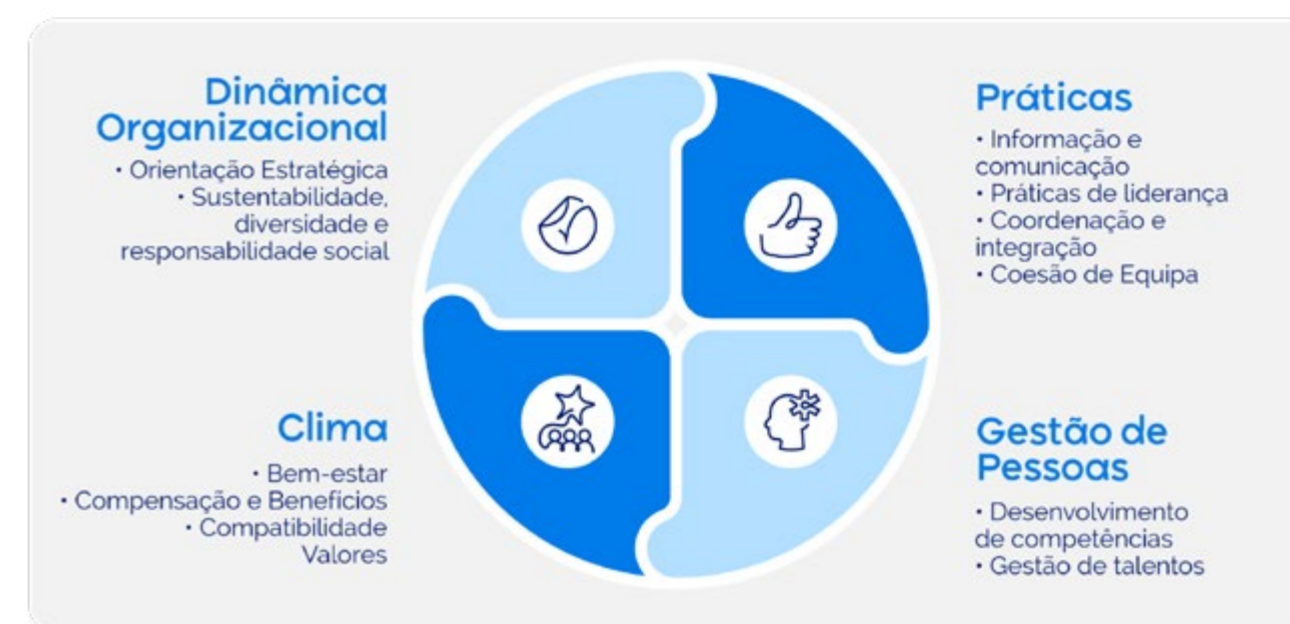 Dinâmica
Organizacional
• Orientação Estratégica
• Sustentabilidade,
diversidade e
responsabilidade social
Práticas
• Informação e
comunicação
• Práticas de liderança
• Coordenação e
integração
• Coesão de Equipa
Clima
• Bem-estar
• Compensação e Benefícios
• Compatibilidade
Valores
Gestão de
Pessoas
• Desenvolvimento
de competências
• Gestão de talentos